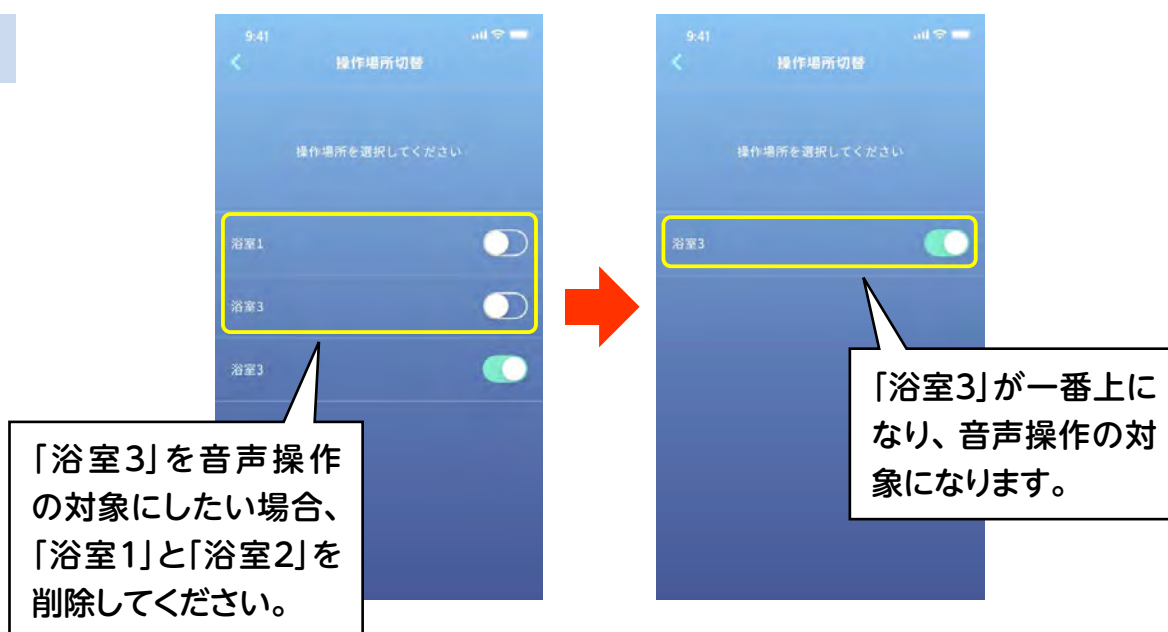 9:41
操作場所切替
操作場所を選択してください
浴室1
浴室3
浴室3
「浴室3」を音声操作
の対象にしたい場合、
「浴室1」と「浴室2」を
削除してください。
9:41
操作場所切替
操作場所を選択してください
浴室3
「浴室3」が一番上に
なり、音声操作の対
象になります。